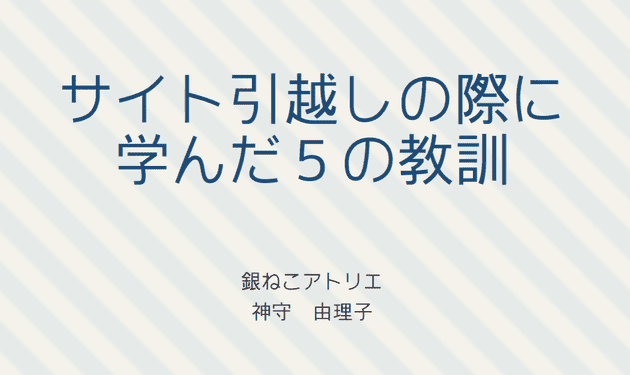 サイト引越しの際に
学んだ５の教訓
銀ねこアトリエ
神守　由理子